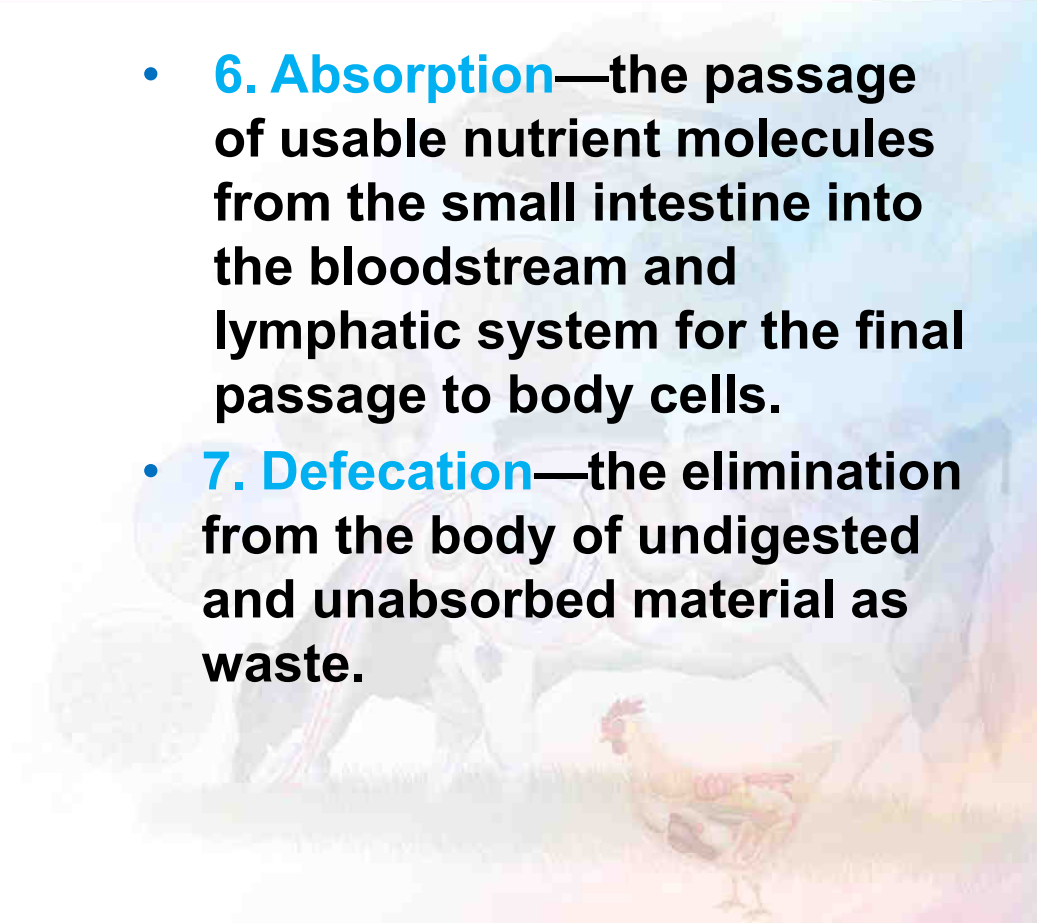 • 6. Absorption—the passage
of usable nutrient molecules
from the small intestine into
the bloodstream and
lymphatic system for the final
passage to body cells.
• 7. Defecation—the elimination
from the body of undigested
and unabsorbed material as
waste.